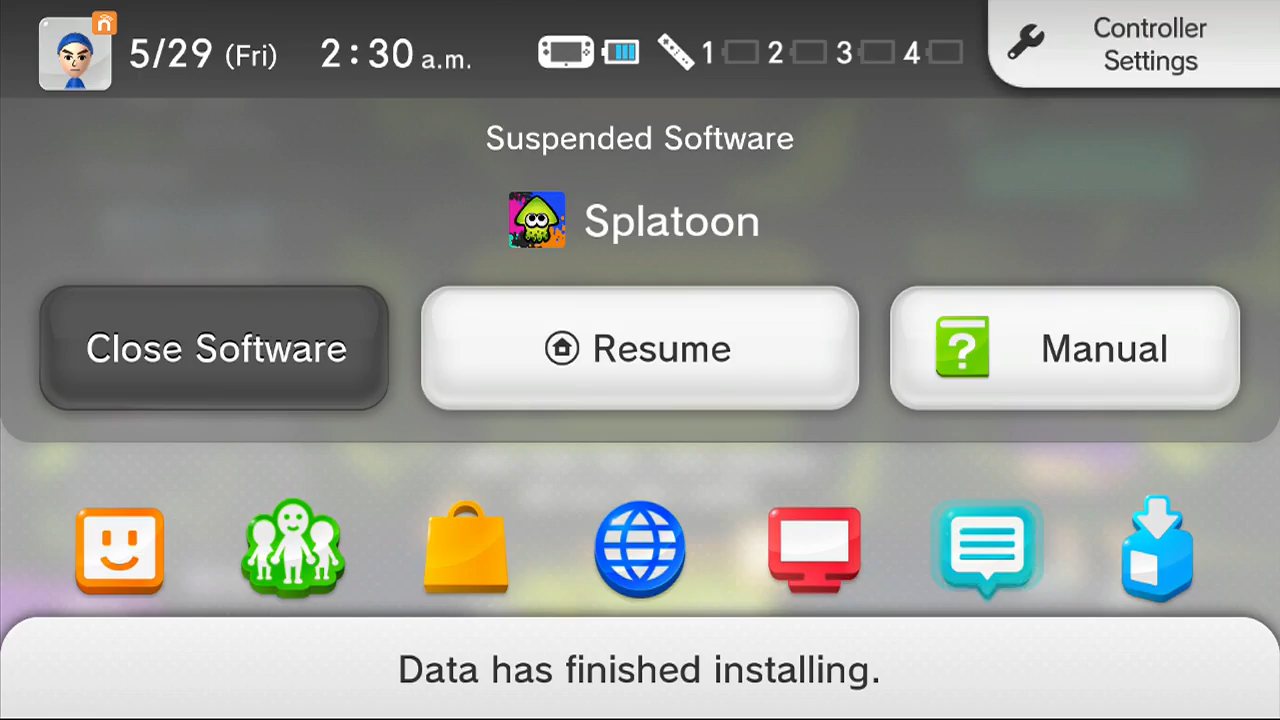 5/29 (Fri) 2:30 a.m. 1 2 3 4
Controller
Settings
Suspended Software
Splatoon
Close Software
Resume
? Manual
Data has finished installing.